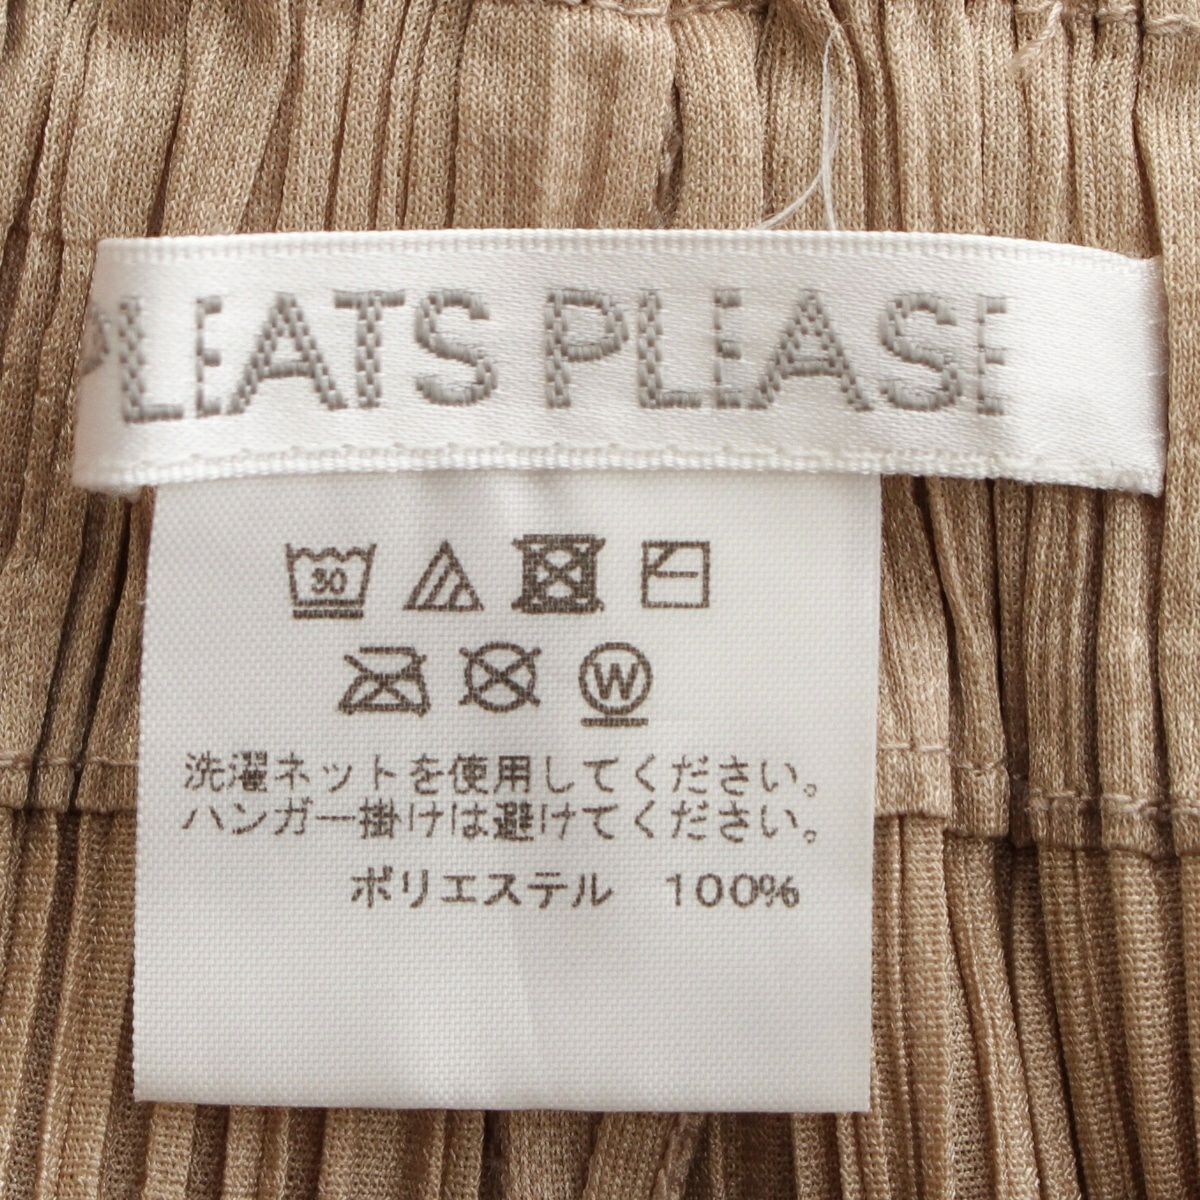 PLEATS PLEASE
30
W
洗濯ネットを使用してください。
ハンガー掛けは避けてください。
ポリエステル 100%